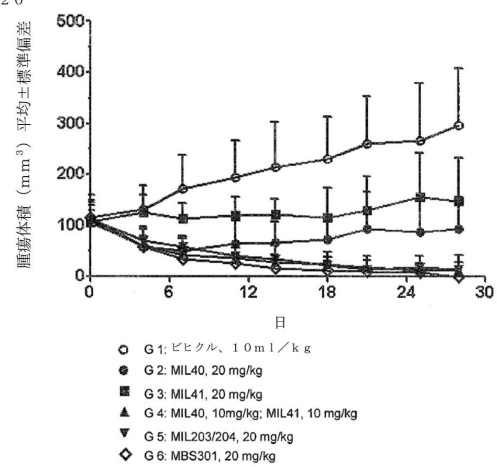 腫瘍体積（mm³）平均±標準偏差
500
400
300
200
100
0
0 6 12 18 24 30
日
G 1: ビヒクル、１０ｍｌ／ｋｇ
G 2: MIL40, 20 mg/kg
G 3: MIL41, 20 mg/kg
G 4: MIL40, 10mg/kg; MIL41, 10 mg/kg
G 5: MIL203/204, 20 mg/kg
G 6: MBS301, 20 mg/kg